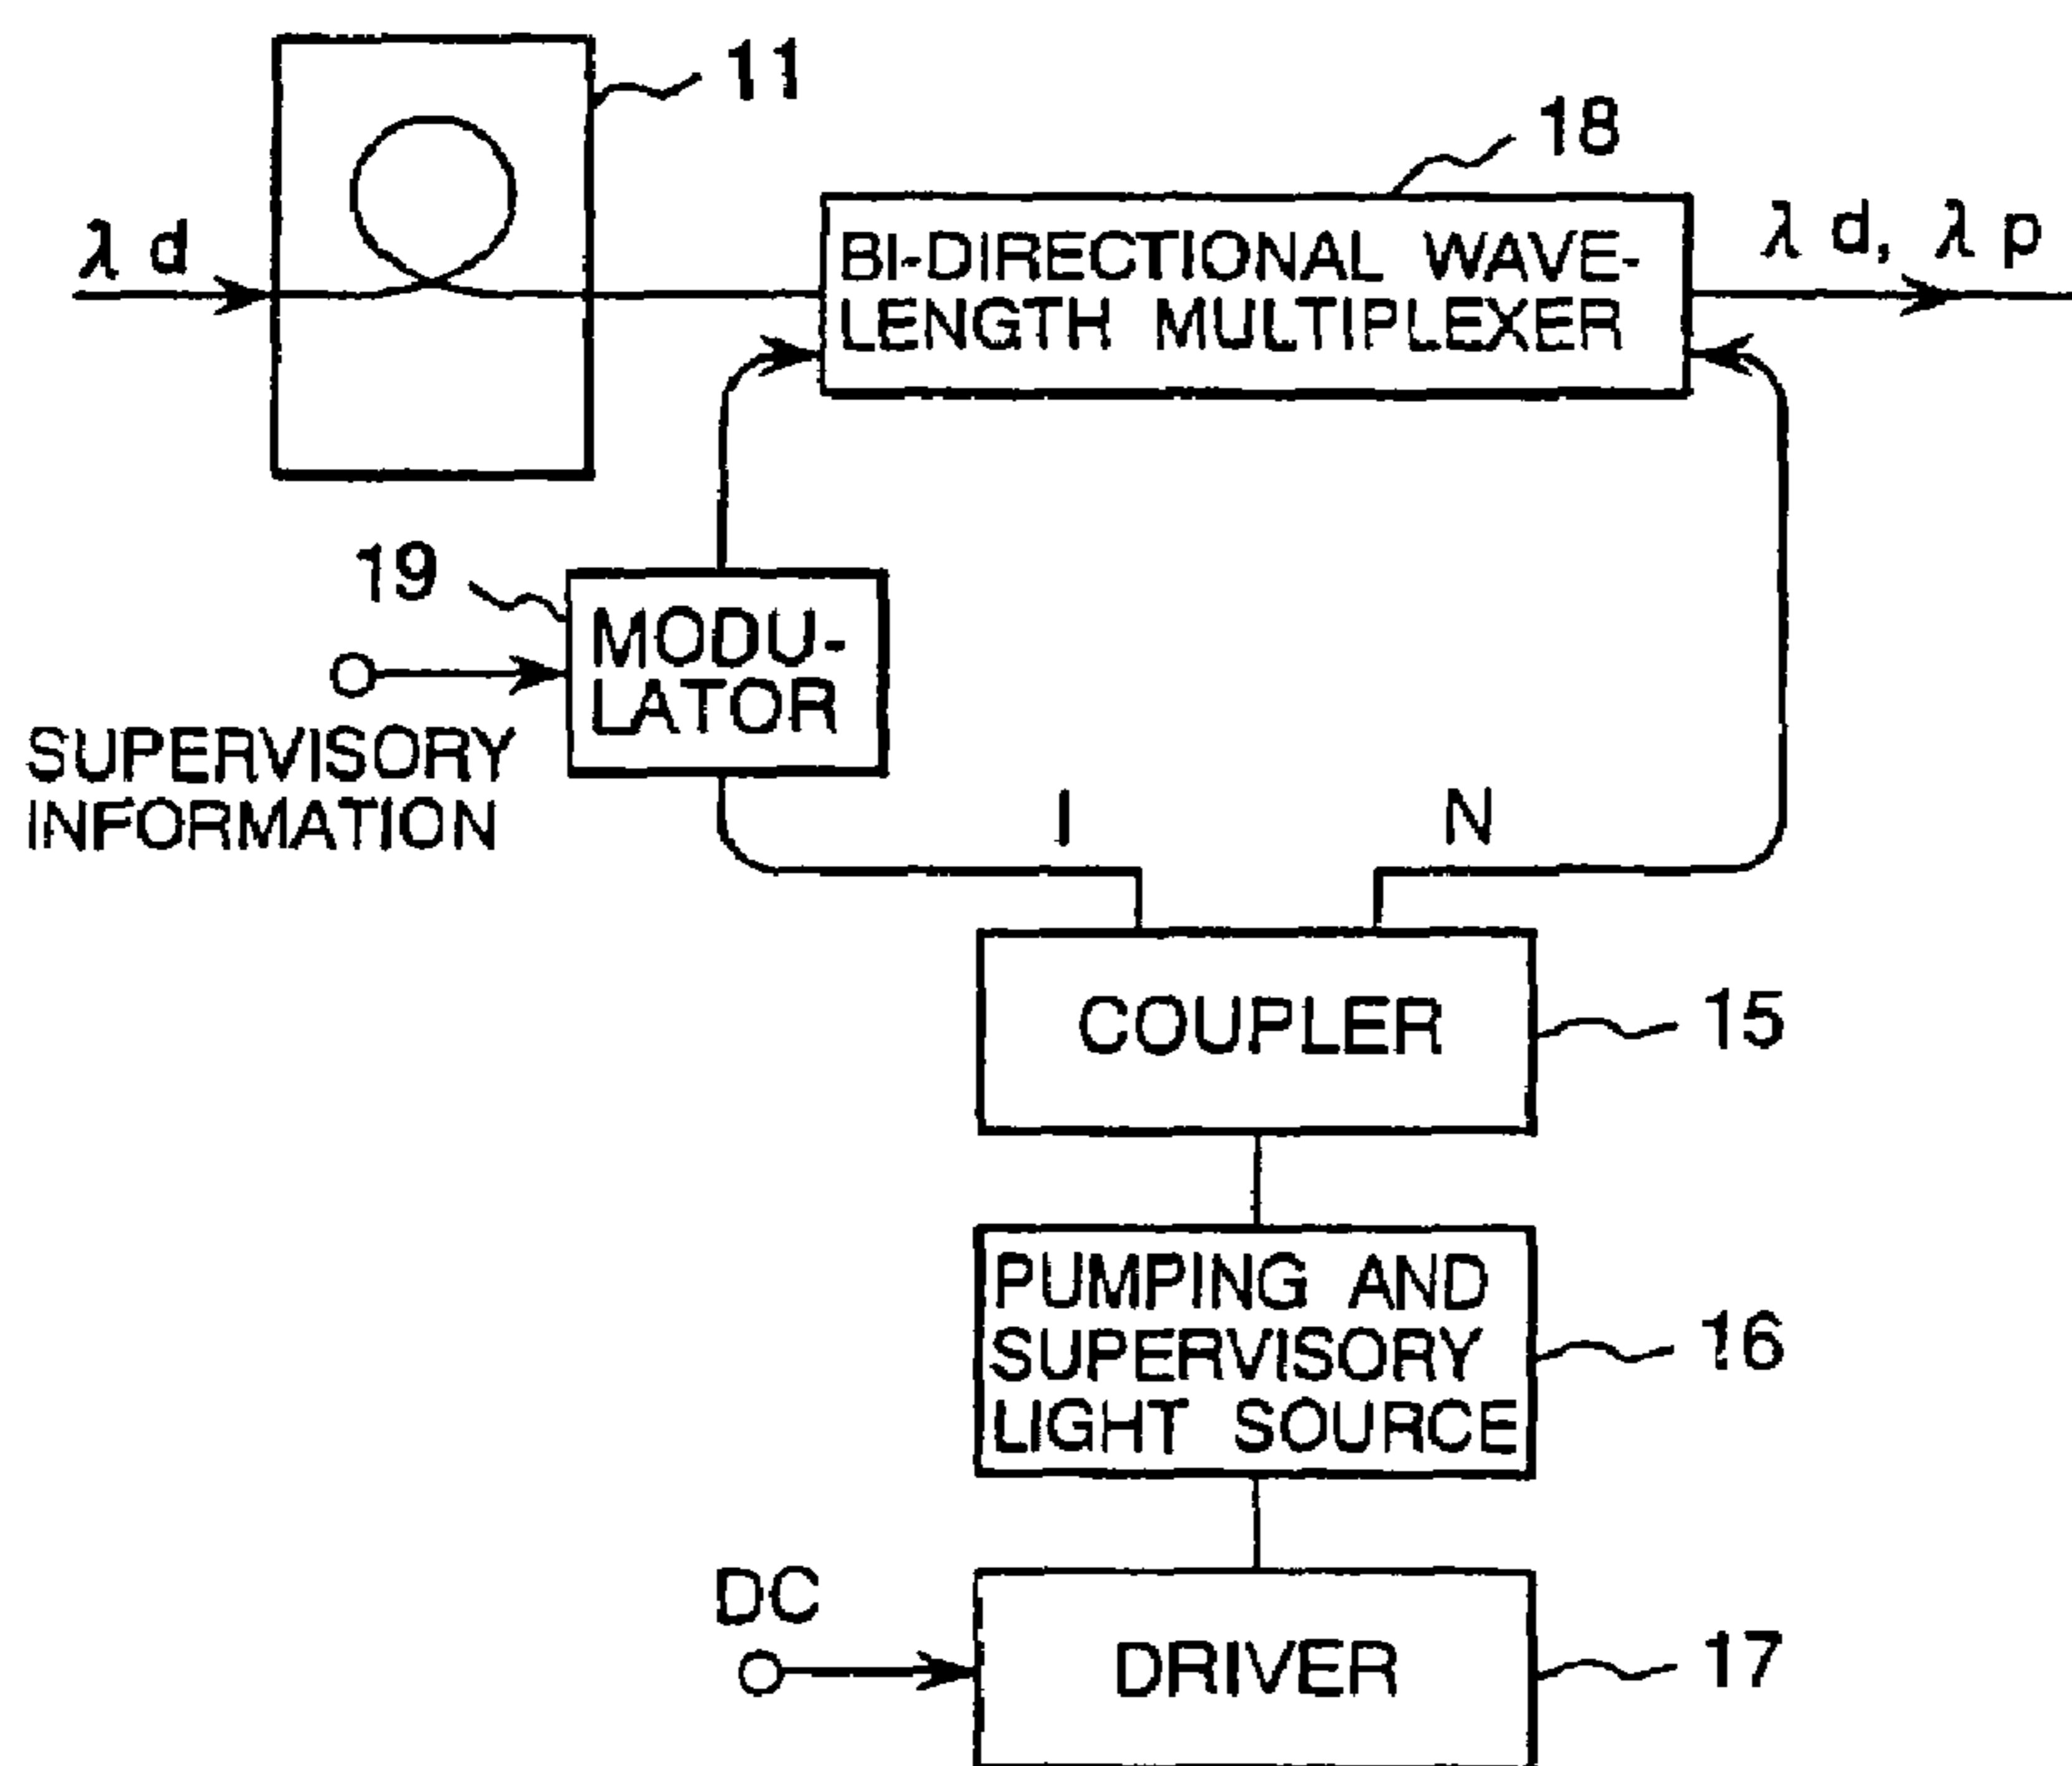 11
18
λ d
BI-DIRECTIONAL WAVE-
LENGTH MULTIPLEXER
λ d, λ p
19
MODU-
LATOR
SUPERVISORY
INFORMATION
I
N
COUPLER
15
PUMPING AND
SUPERVISORY
LIGHT SOURCE
16
DC
DRIVER
17